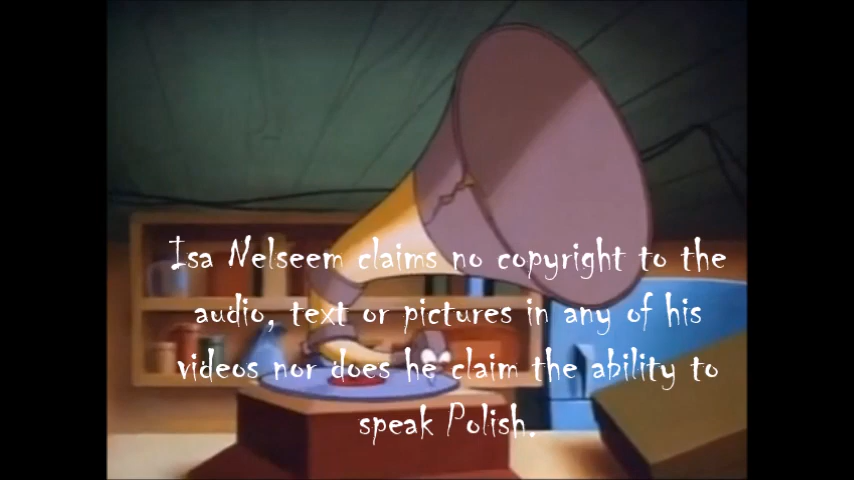 Isa Nelseem claims no copyright to the
audio, text or pictures in any of his
videos nor does he claim the ability to
speak Polish.